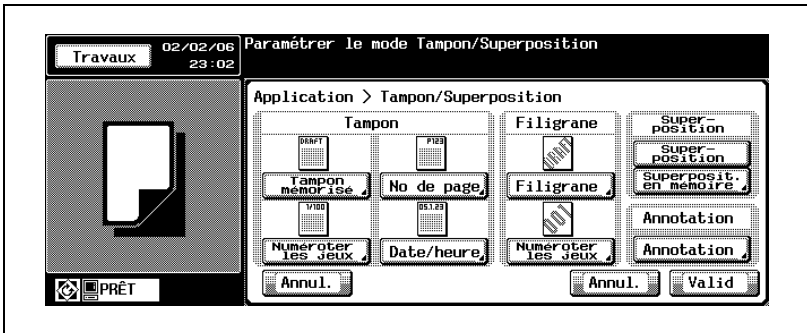 Travaux
02/02/06
23:02
Paramétrer le mode Tampon/Superposition
Application > Tampon/Superposition
Tampon
Filigrane
Super-
position
DRAFT
P123
DRAFT
Super-
position
Tampon
mémorisé
No de page
Filigrane
Superposit.
en mémoire
1/100
05.1.23
001
Annotation
Numéroter
les jeux
Date/heure
Numéroter
les jeux
Annotation
Annul.
Annul.
Valid
PRÊT